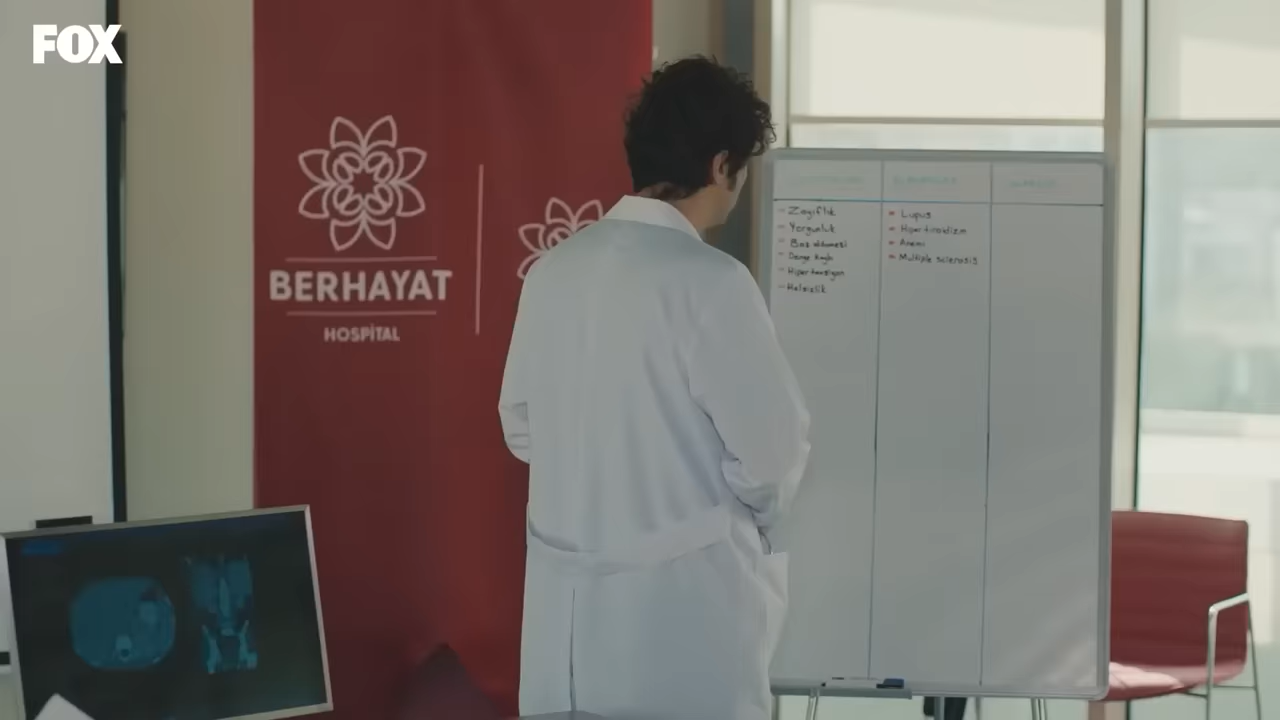 FOX
BERHAYAT
HOSPİTAL
- Zayıflık
- Yorgunluk
- Baş dönmesi
- Denge kaybı
- Hipertansiyon
- Halsizlik
- Lupus
- Hipertiroidizm
- Anemi
- Multiple sclerosis